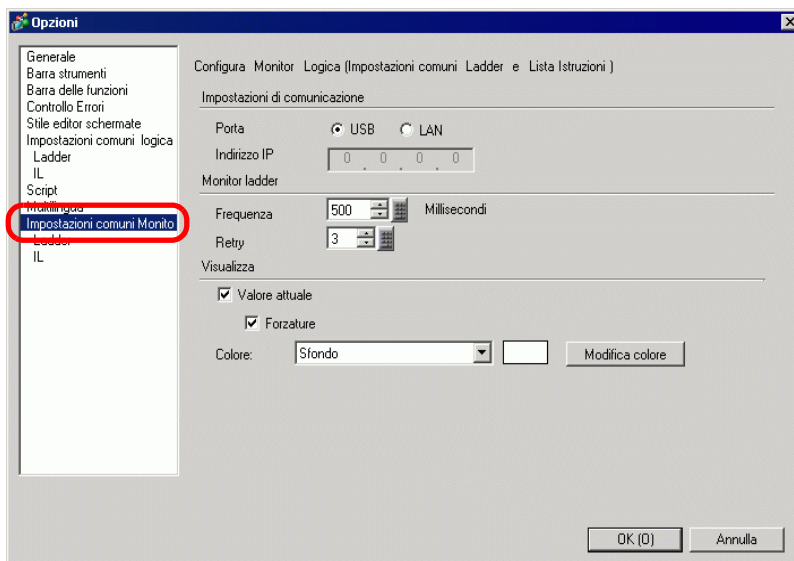 Opzioni
Generale
Barra strumenti
Barra delle funzioni
Controllo Errori
Stile editor schermate
Impostazioni comuni logica
Ladder
IL
Script
Multilingua
Impostazioni comuni Monito
Ladder
IL
Configura Monitor Logica (Impostazioni comuni Ladder e Lista Istruzioni )
Impostazioni di comunicazione
Porta USB LAN
Indirizzo IP 0 . 0 . 0 . 0
Monitor ladder
Frequenza 500 Millisecondi
Retry 3
Visualizza
Valore attuale
Forzature
Colore: Sfondo Modifica colore
OK (O) Annulla